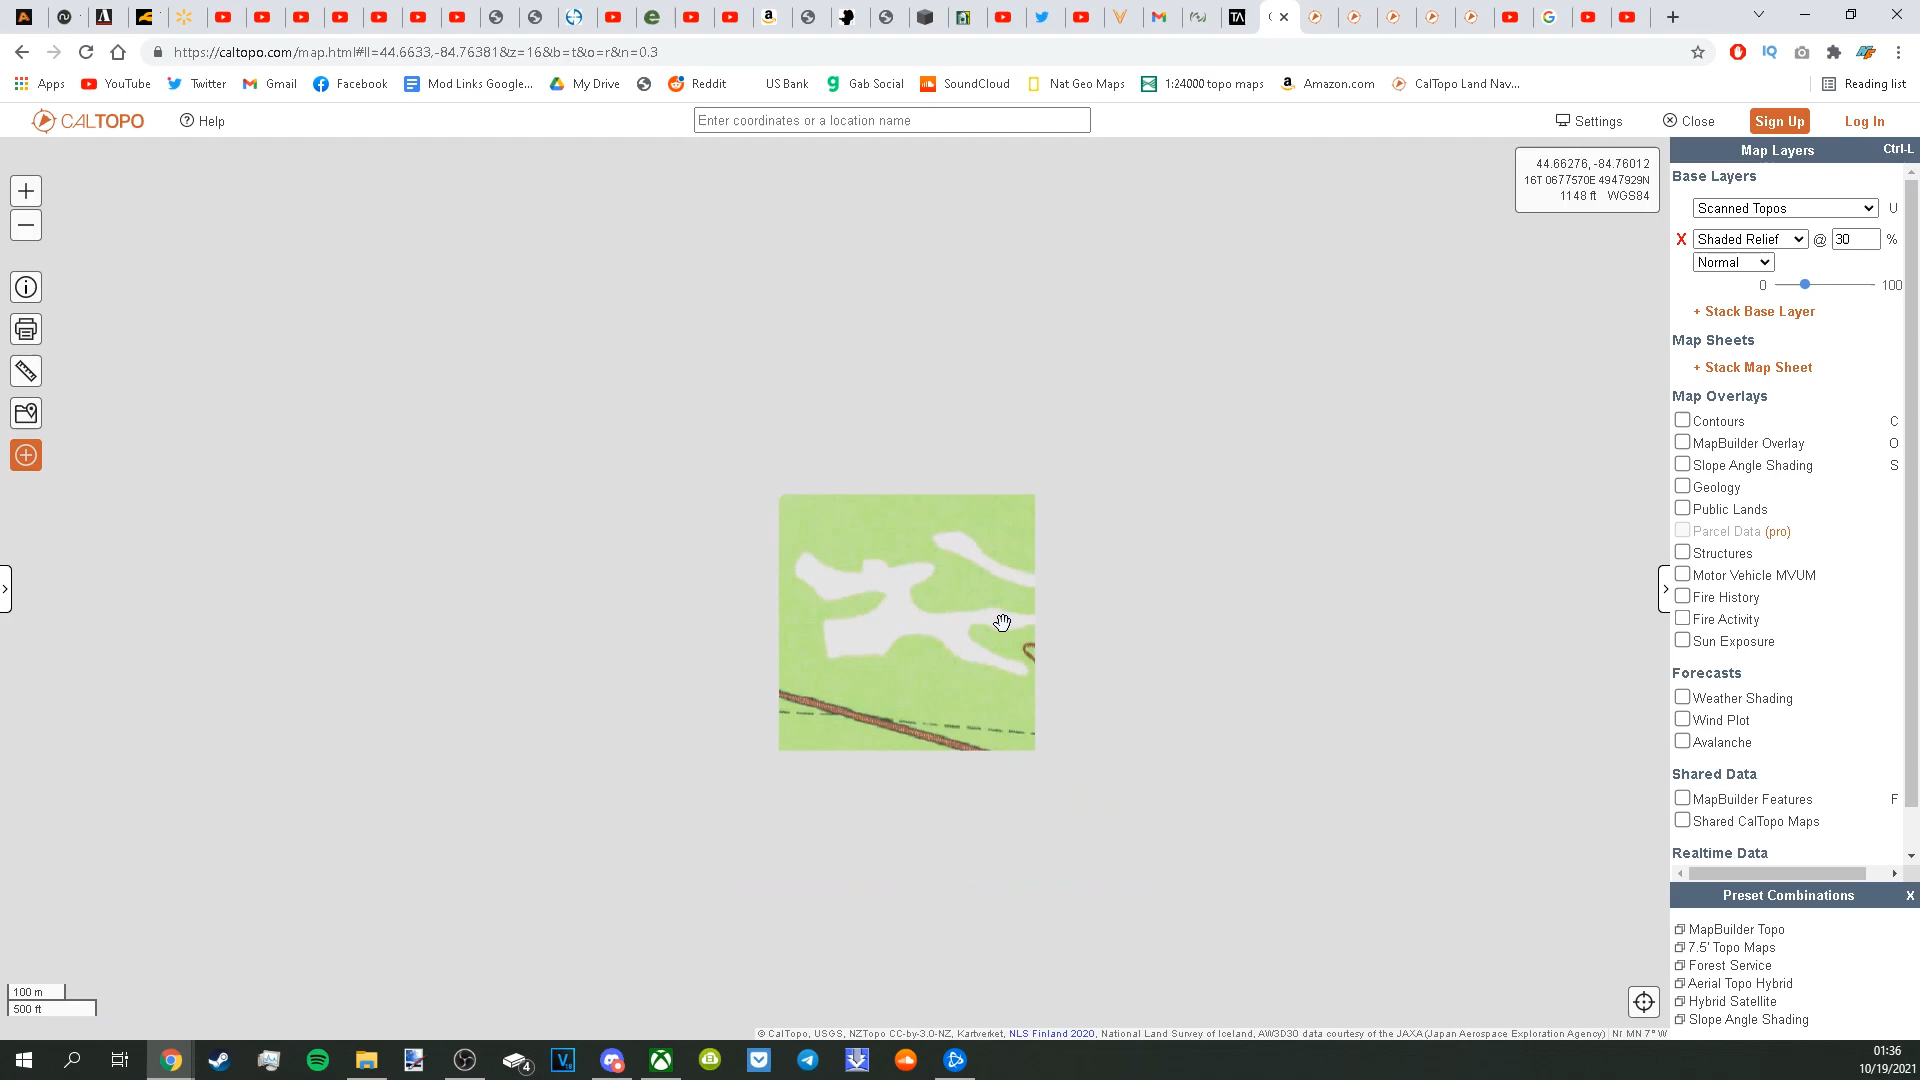 https://caltopo.com/map.html#ll=44.6633,-84.76381&z=16&b=t&o=r&n=0.3
Apps YouTube Twitter Gmail Facebook Mod Links Google... My Drive Reddit US Bank Gab Social SoundCloud Nat Geo Maps 1:24000 topo maps Amazon.com CalTopo Land Nav... Reading list
CALTOPO Help Enter coordinates or a location name Settings Close Sign Up Log In
44.66276, -84.76012
16T 0677570E 4947929N
1148 ft WGS84
Map Layers Ctrl-L
Base Layers
Scanned Topos U
X Shaded Relief @ 30 %
Normal
0 100
+ Stack Base Layer
Map Sheets
+ Stack Map Sheet
Map Overlays
Contours C
MapBuilder Overlay O
Slope Angle Shading S
Geology
Public Lands
Parcel Data (pro)
Structures
Motor Vehicle MVUM
Fire History
Fire Activity
Sun Exposure
Forecasts
Weather Shading
Wind Plot
Avalanche
Shared Data
MapBuilder Features F
Shared CalTopo Maps
Realtime Data
Preset Combinations X
MapBuilder Topo
7.5' Topo Maps
Forest Service
Aerial Topo Hybrid
Hybrid Satellite
Slope Angle Shading
100 m
500 ft
© CalTopo, USGS, NZTopo CC-by-3.0-NZ, Kartverket, NLS Finland 2020, National Land Survey of Iceland, AW3D30 data courtesy of the JAXA(Japan Aerospace Exploration Agency) MN 7° W
4
01:36
10/19/2021